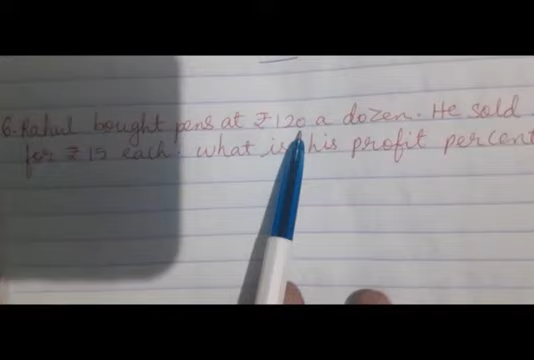 6. Rahul bought pens at ₹120 a dozen. He sold
for ₹15 each. what is his profit percent